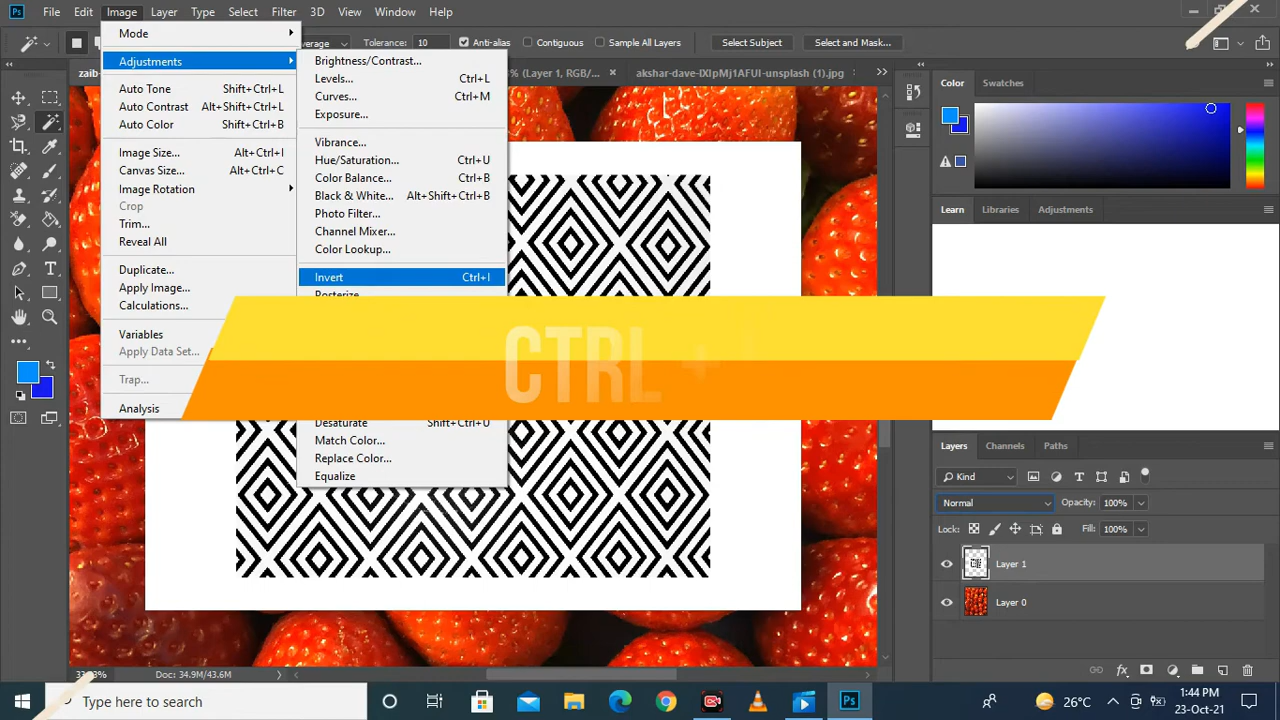 Ps File Edit Image Layer Type Select Filter 3D View Window Help
Mode
Adjustments
Auto Tone Shift+Ctrl+L
Auto Contrast Alt+Shift+Ctrl+L
Auto Color Shift+Ctrl+B
Image Size... Alt+Ctrl+I
Canvas Size... Alt+Ctrl+C
Image Rotation
Crop
Trim...
Reveal All
Duplicate...
Apply Image...
Calculations...
Variables
Apply Data Set...
Trap...
Analysis
Brightness/Contrast...
Levels... Ctrl+L
Curves... Ctrl+M
Exposure...
Vibrance...
Hue/Saturation... Ctrl+U
Color Balance... Ctrl+B
Black & White... Alt+Shift+Ctrl+B
Photo Filter...
Channel Mixer...
Color Lookup...
Invert Ctrl+I
Posterize
Desaturate Shift+Ctrl+U
Match Color...
Replace Color...
Equalize
Tolerance: 10 Anti-alias Contiguous Sample All Layers Select Subject Select and Mask...
(Layer 1, RGB/... × akshar-dave-IXIpMj1AFUI-unsplash (1).jpg
CTRL +
Color Swatches
Learn Libraries Adjustments
Layers Channels Paths
Kind
Normal Opacity: 100%
Lock: Fill: 100%
Layer 1
Layer 0
Doc: 34.9M/43.6M
Type here to search
Ps
26°C
1:44 PM
23-Oct-21